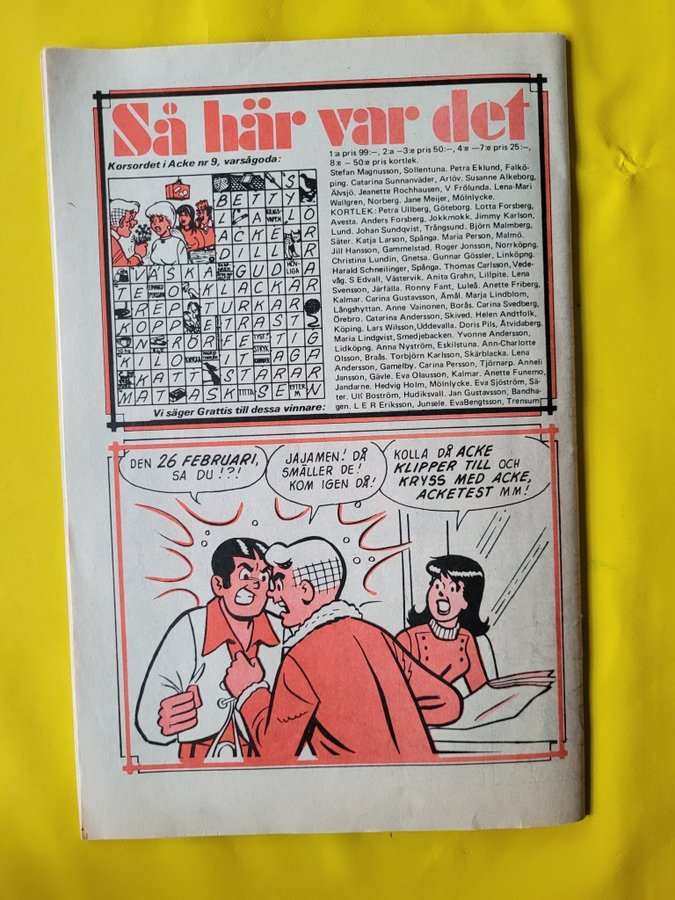 Så här var det
Korsordet i Acke nr 9, varsågoda:
BETTY
VÄSKA
GUD
KLACKAR
KATT
STARAR
MAT
ASK
SE
EFTER
Vi säger Grattis till dessa vinnare:
1:a pris 99:–, 2:a –3:e pris 50:–, 4:e –7:e pris 25:–,
8:e – 50:e pris kortlek.
Stefan Magnusson, Sollentuna. Petra Eklund, Falkö-
ping. Catarina Sunnanväder, Arlöv. Susanne Alkeborg,
Älvsjö. Jeanette Rochhausen, V Frölunda. Lena-Mari
Wallgren, Norberg. Jane Meijer, Mölnlycke.
KORTLEK: Petra Ullberg, Göteborg. Lotta Forsberg,
Avesta. Anders Forsberg, Jokkmokk. Jimmy Karlson,
Lund. Johan Sundqvist, Trångsund. Björn Malmberg,
Säter. Katja Larson, Spånga. Maria Person, Malmö.
Jill Hansson, Gammelstad. Roger Jonsson, Norrköpng,
Christina Lundin, Gnetsa. Gunnar Gössler, Linköping.
Harald Schneilinger, Spånga. Thomas Carlsson, Vede-
våg. S Edvall, Västervik. Anita Grahn, Lillpite. Lena
Svensson, Järfälla. Ronny Fant, Luleå. Anette Friberg,
Kalmar. Carina Gustavsson, Åmål. Marja Lindblom,
Långshyttan. Anne Vainonen, Borås. Carina Svedberg,
Örebro. Catarina Andersson, Skived. Helen Andtfolk,
Köping. Lars Wilson, Uddevalla. Doris Pils, Åtvidaberg.
Maria Lindgvist, Smedjebacken. Yvonne Andersson,
Lidköpng. Anna Nyström, Eskilstuna. Ann-Charlotte
Olsson, Braås. Torbjörn Karlsson, Skärblacka. Lena
Andersson, Gamelby. Carina Persson, Tjörnarp. Anneli
Jansson, Gävle. Eva Olausson, Kalmar. Anette Funemo,
Jandarne. Hedvig Holm, Mölnlycke. Eva Sjöström, Sä-
ter. Ulf Boström, Hudiksvall. Jan Gustavsson, Bandha-
gen. L E R Eriksson, Junsele. EvaBengtsson, Trensum
DEN 26 FEBRUARI,
SA DU!?!
JAJAMEN! DÅ
SMÄLLER DE!
KOM IGEN DÅ!
KOLLA DÅ ACKE
KLIPPER TILL OCH
KRYSS MED ACKE,
ACKETEST MM!